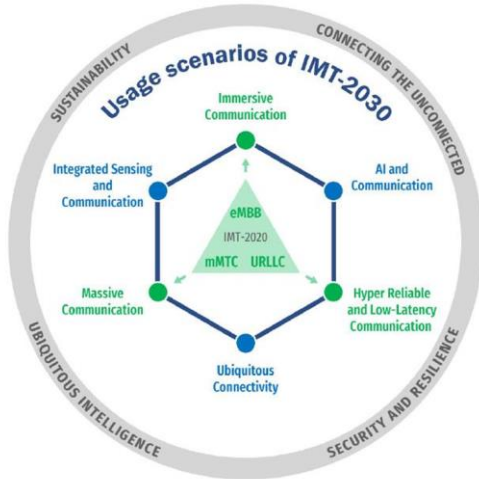 SUSTAINABILITY
CONNECTING THE UNCONNECTED
Usage scenarios of IMT-2030
Immersive
Communication
Integrated Sensing
and
Communication
AI and
Communication
eMBB
IMT-2020
mMTC URLLC
Massive
Communication
Hyper Reliable
and Low-Latency
Communication
Ubiquitous
Connectivity
UBIQUITOUS INTELLIGENCE
SECURITY AND RESILIENCE